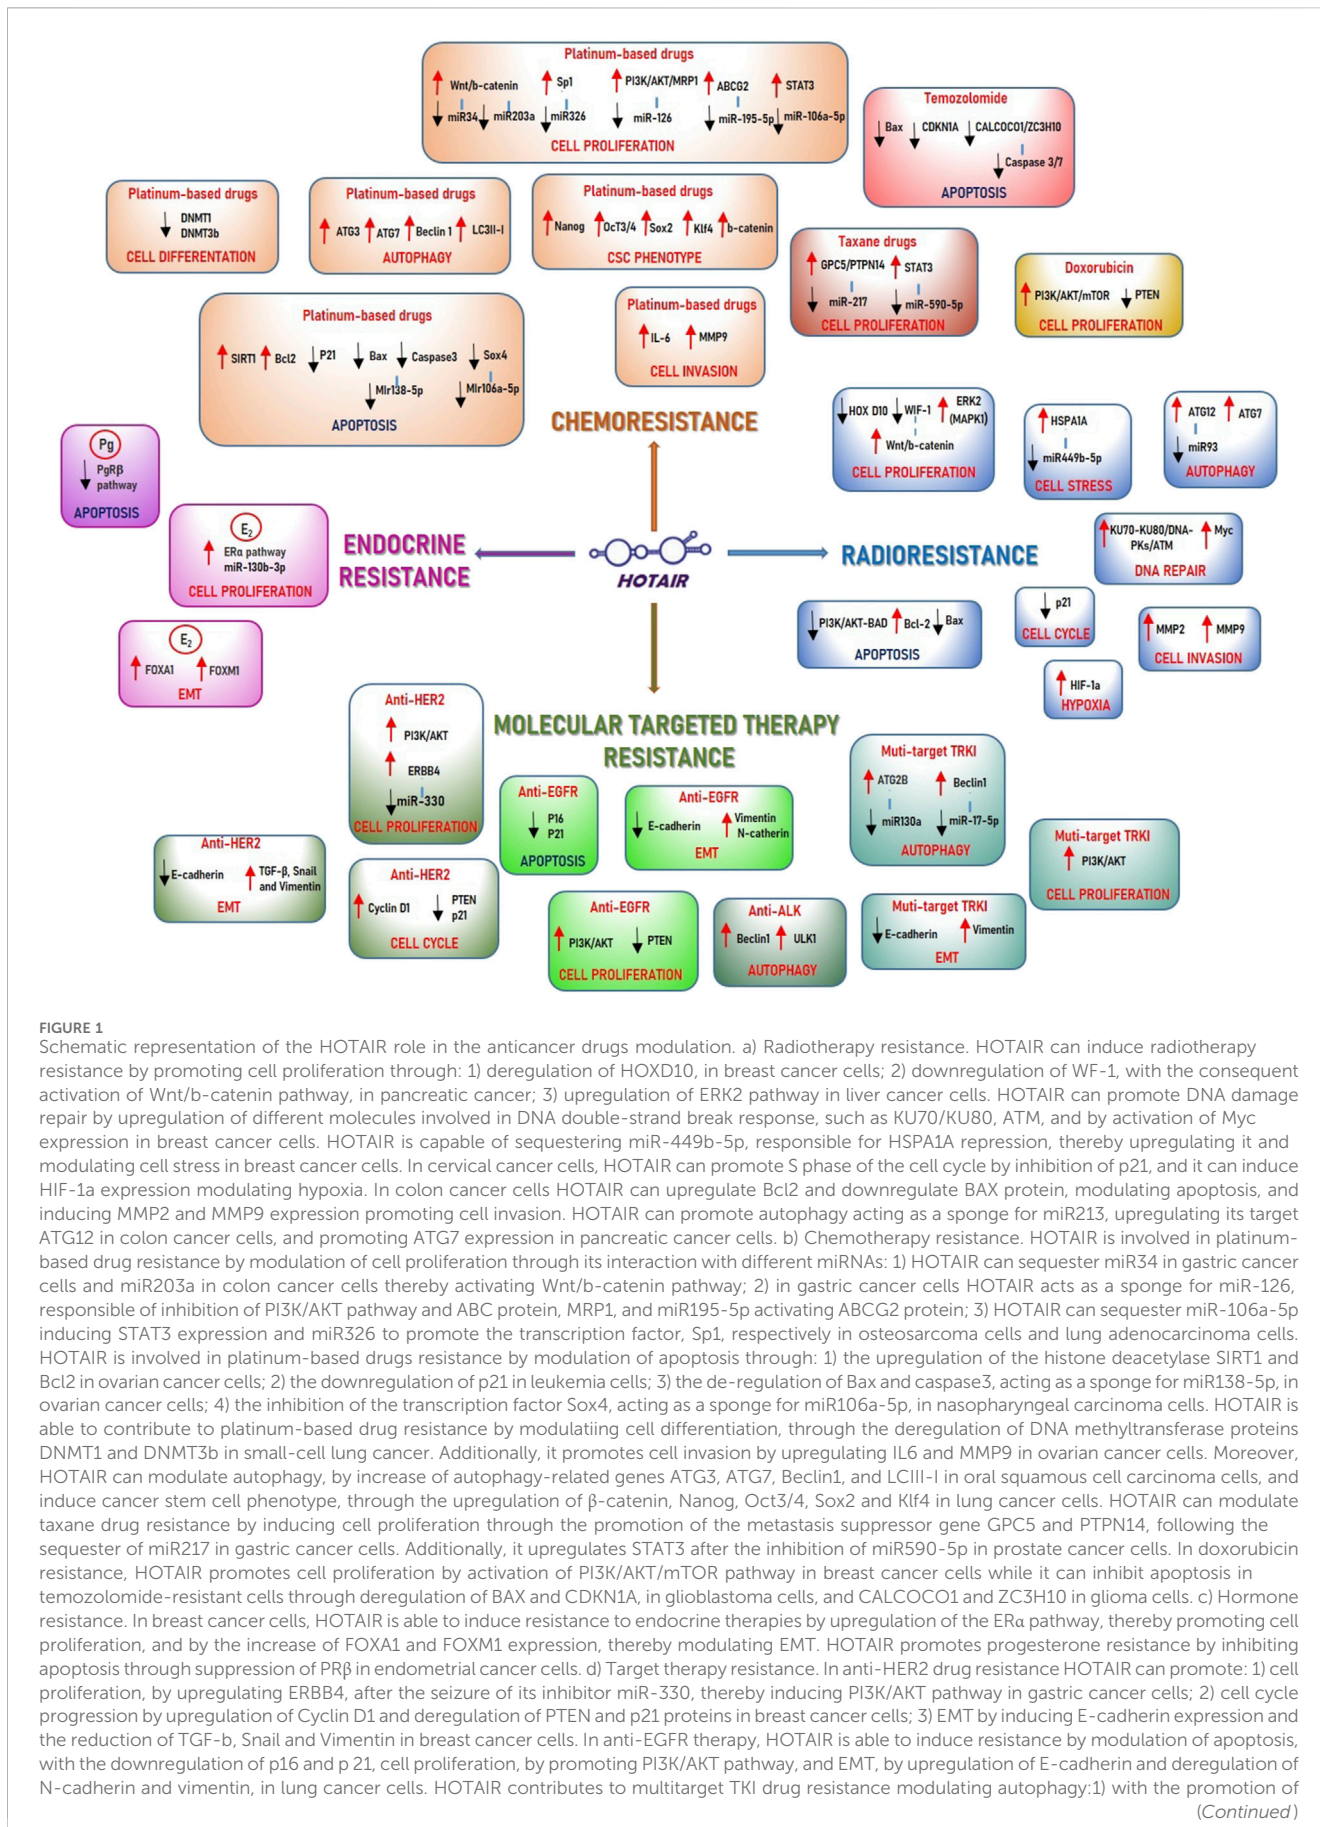 Platinum-based drugs
Wnt/b-catenin
Sp1
PI3K/AKT/MRP1
ABCG2
STAT3
miR34
miR203a
miR326
miR-126
miR-195-5p
miR-106a-5p
CELL PROLIFERATION
Temozolomide
Bax
CDKN1A
CALCOCO1/ZC3H10
Caspase 3/7
APOPTOSIS
Platinum-based drugs
DNMT1
DNMT3b
CELL DIFFERENTATION
Platinum-based drugs
ATG3
ATG7
Beclin 1
LC3II-I
AUTOPHAGY
Platinum-based drugs
Nanog
OcT3/4
Sox2
Klf4
b-catenin
CSC PHENOTYPE
Taxane drugs
GPC5/PTPN14
STAT3
miR-217
miR-590-5p
CELL PROLIFERATION
Doxorubicin
PI3K/AKT/mTOR
PTEN
CELL PROLIFERATION
Platinum-based drugs
SIRT1
Bcl2
P21
Bax
Caspase3
Sox4
MIr138-5p
MIr106a-5p
APOPTOSIS
Platinum-based drugs
IL-6
MMP9
CELL INVASION
CHEMORESISTANCE
HOX D10
WIF-1
ERK2
(MAPK1)
Wnt/b-catenin
CELL PROLIFERATION
HSPA1A
miR449b-5p
CELL STRESS
ATG12
ATG7
miR93
AUTOPHAGY
Pg
PgRβ
pathway
APOPTOSIS
E2
ERα pathway
miR-130b-3p
CELL PROLIFERATION
ENDOCRINE
RESISTANCE
HOTAIR
RADIORESISTANCE
KU70-KU80/DNA-
PKs/ATM
Myc
DNA REPAIR
p21
CELL CYCLE
MMP2
MMP9
CELL INVASION
PI3K/AKT-BAD
Bcl-2
Bax
APOPTOSIS
HIF-1a
HYPOXIA
E2
FOXA1
FOXM1
EMT
MOLECULAR TARGETED THERAPY
RESISTANCE
Anti-HER2
PI3K/AKT
ERBB4
miR-330
CELL PROLIFERATION
Anti-EGFR
P16
P21
APOPTOSIS
Anti-EGFR
E-cadherin
Vimentin
N-catherin
EMT
Muti-target TRKI
ATG2B
Beclin1
miR130a
miR-17-5p
AUTOPHAGY
Muti-target TRKI
PI3K/AKT
CELL PROLIFERATION
Anti-HER2
E-cadherin
TGF-β, Snail
and Vimentin
EMT
Anti-HER2
Cyclin D1
PTEN
p21
CELL CYCLE
Anti-EGFR
PI3K/AKT
PTEN
CELL PROLIFERATION
Anti-ALK
Beclin1
ULK1
AUTOPHAGY
Muti-target TRKI
E-cadherin
Vimentin
EMT
FIGURE 1
Schematic representation of the HOTAIR role in the anticancer drugs modulation. a) Radiotherapy resistance. HOTAIR can induce radiotherapy
resistance by promoting cell proliferation through: 1) deregulation of HOXD10, in breast cancer cells; 2) downregulation of WF-1, with the consequent
activation of Wnt/b-catenin pathway, in pancreatic cancer; 3) upregulation of ERK2 pathway in liver cancer cells. HOTAIR can promote DNA damage
repair by upregulation of different molecules involved in DNA double-strand break response, such as KU70/KU80, ATM, and by activation of Myc
expression in breast cancer cells. HOTAIR is capable of sequestering miR-449b-5p, responsible for HSPA1A repression, thereby upregulating it and
modulating cell stress in breast cancer cells. In cervical cancer cells, HOTAIR can promote S phase of the cell cycle by inhibition of p21, and it can induce
HIF-1a expression modulating hypoxia. In colon cancer cells HOTAIR can upregulate Bcl2 and downregulate BAX protein, modulating apoptosis, and
inducing MMP2 and MMP9 expression promoting cell invasion. HOTAIR can promote autophagy acting as a sponge for miR213, upregulating its target
ATG12 in colon cancer cells, and promoting ATG7 expression in pancreatic cancer cells. b) Chemotherapy resistance. HOTAIR is involved in platinum-
based drug resistance by modulation of cell proliferation through its interaction with different miRNAs: 1) HOTAIR can sequester miR34 in gastric cancer
cells and miR203a in colon cancer cells thereby activating Wnt/b-catenin pathway; 2) in gastric cancer cells HOTAIR acts as a sponge for miR-126,
responsible of inhibition of PI3K/AKT pathway and ABC protein, MRP1, and miR195-5p activating ABCG2 protein; 3) HOTAIR can sequester miR-106a-5p
inducing STAT3 expression and miR326 to promote the transcription factor, Sp1, respectively in osteosarcoma cells and lung adenocarcinoma cells.
HOTAIR is involved in platinum-based drugs resistance by modulation of apoptosis through: 1) the upregulation of the histone deacetylase SIRT1 and
Bcl2 in ovarian cancer cells; 2) the downregulation of p21 in leukemia cells; 3) the de-regulation of Bax and caspase3, acting as a sponge for miR138-5p, in
ovarian cancer cells; 4) the inhibition of the transcription factor Sox4, acting as a sponge for miR106a-5p, in nasopharyngeal carcinoma cells. HOTAIR is
able to contribute to platinum-based drug resistance by modulatiing cell differentation, through the deregulation of DNA methyltransferase proteins
DNMT1 and DNMT3b in small-cell lung cancer. Additionally, it promotes cell invasion by upregulating IL6 and MMP9 in ovarian cancer cells. Moreover,
HOTAIR can modulate autophagy, by increase of autophagy-related genes ATG3, ATG7, Beclin1, and LCIII-I in oral squamous cell carcinoma cells, and
induce cancer stem cell phenotype, through the upregulation of β-catenin, Nanog, Oct3/4, Sox2 and Klf4 in lung cancer cells. HOTAIR can modulate
taxane drug resistance by inducing cell proliferation through the promotion of the metastasis suppressor gene GPC5 and PTPN14, following the
sequester of miR217 in gastric cancer cells. Additionally, it upregulates STAT3 after the inhibition of miR590-5p in prostate cancer cells. In doxorubicin
resistance, HOTAIR promotes cell proliferation by activation of PI3K/AKT/mTOR pathway in breast cancer cells while it can inhibit apoptosis in
temozolomide-resistant cells through deregulation of BAX and CDKN1A, in glioblastoma cells, and CALCOCO1 and ZC3H10 in glioma cells. c) Hormone
resistance. In breast cancer cells, HOTAIR is able to induce resistance to endocrine therapies by upregulation of the ERα pathway, thereby promoting cell
proliferation, and by the increase of FOXA1 and FOXM1 expression, thereby modulating EMT. HOTAIR promotes progesterone resistance by inhibiting
apoptosis through suppression of PRβ in endometrial cancer cells. d) Target therapy resistance. In anti-HER2 drug resistance HOTAIR can promote: 1) cell
proliferation, by upregulating ERBB4, after the seizure of its inhibitor miR-330, thereby inducing PI3K/AKT pathway in gastric cancer cells; 2) cell cycle
progression by upregulation of Cyclin D1 and deregulation of PTEN and p21 proteins in breast cancer cells; 3) EMT by inducing E-cadherin expression and
the reduction of TGF-b, Snail and Vimentin in breast cancer cells. In anti-EGFR therapy, HOTAIR is able to induce resistance by modulation of apoptosis,
with the downregulation of p16 and p 21, cell proliferation, by promoting PI3K/AKT pathway, and EMT, by upregulation of E-cadherin and deregulation of
N-cadherin and vimentin, in lung cancer cells. HOTAIR contributes to multitarget TKI drug resistance modulating autophagy:1) with the promotion of
(Continued)